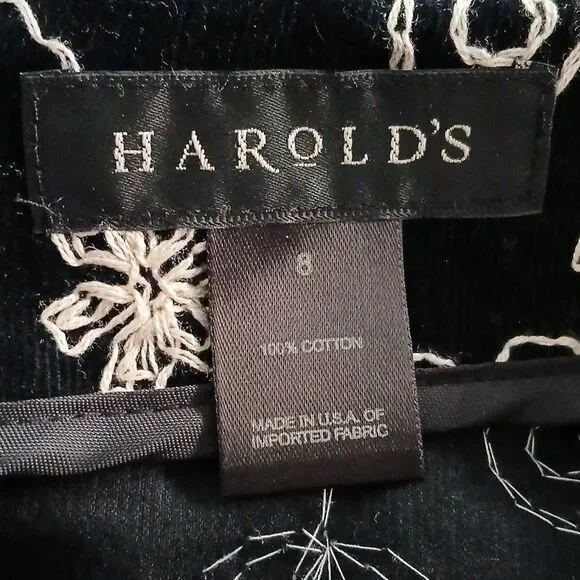 HAROLD'S
8
100% COTTON
MADE IN U.S.A. OF
IMPORTED FABRIC